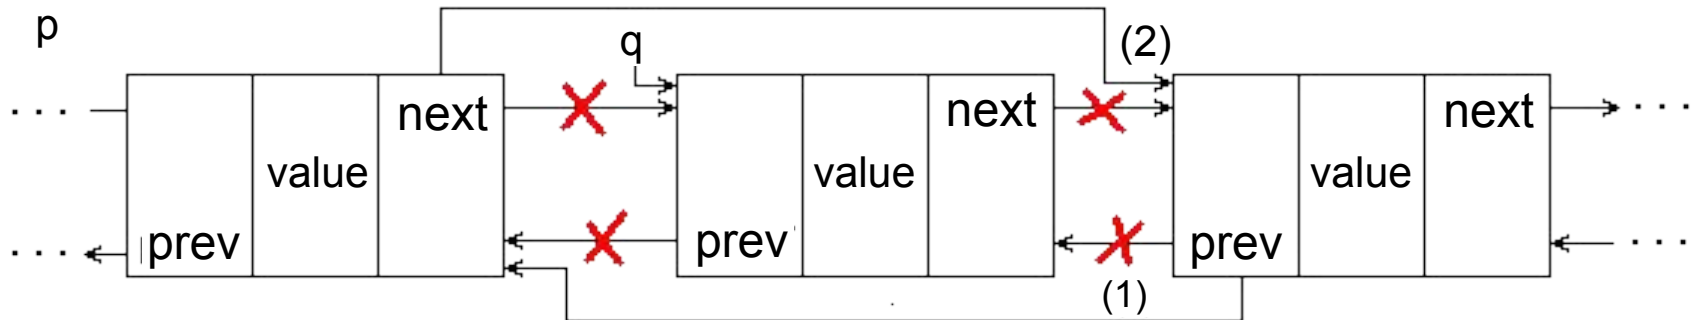 p
q
(2)
. . .
next
next
next
. . .
value
value
value
. . .
prev
prev
prev
. . .
(1)